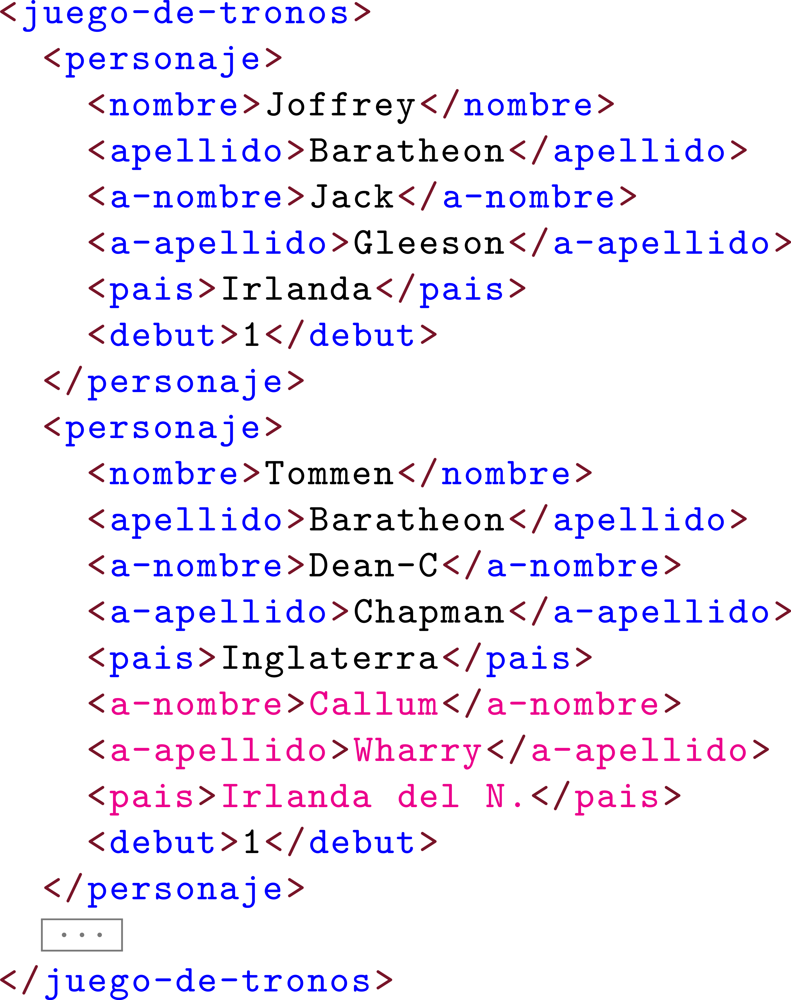 <juego-de-tronos>
<personaje>
<nombre>Joffrey</nombre>
<apellido>Baratheon</apellido>
<a-nombre>Jack</a-nombre>
<a-apellido>Gleeson</a-apellido>
<pais>Irlanda</pais>
<debut>1</debut>
</personaje>
<personaje>
<nombre>Tommen</nombre>
<apellido>Baratheon</apellido>
<a-nombre>Dean-C</a-nombre>
<a-apellido>Chapman</a-apellido>
<pais>Inglaterra</pais>
<a-nombre>Callum</a-nombre>
<a-apellido>Wharry</a-apellido>
<pais>Irlanda del N.</pais>
<debut>1</debut>
</personaje>
...
</juego-de-tronos>